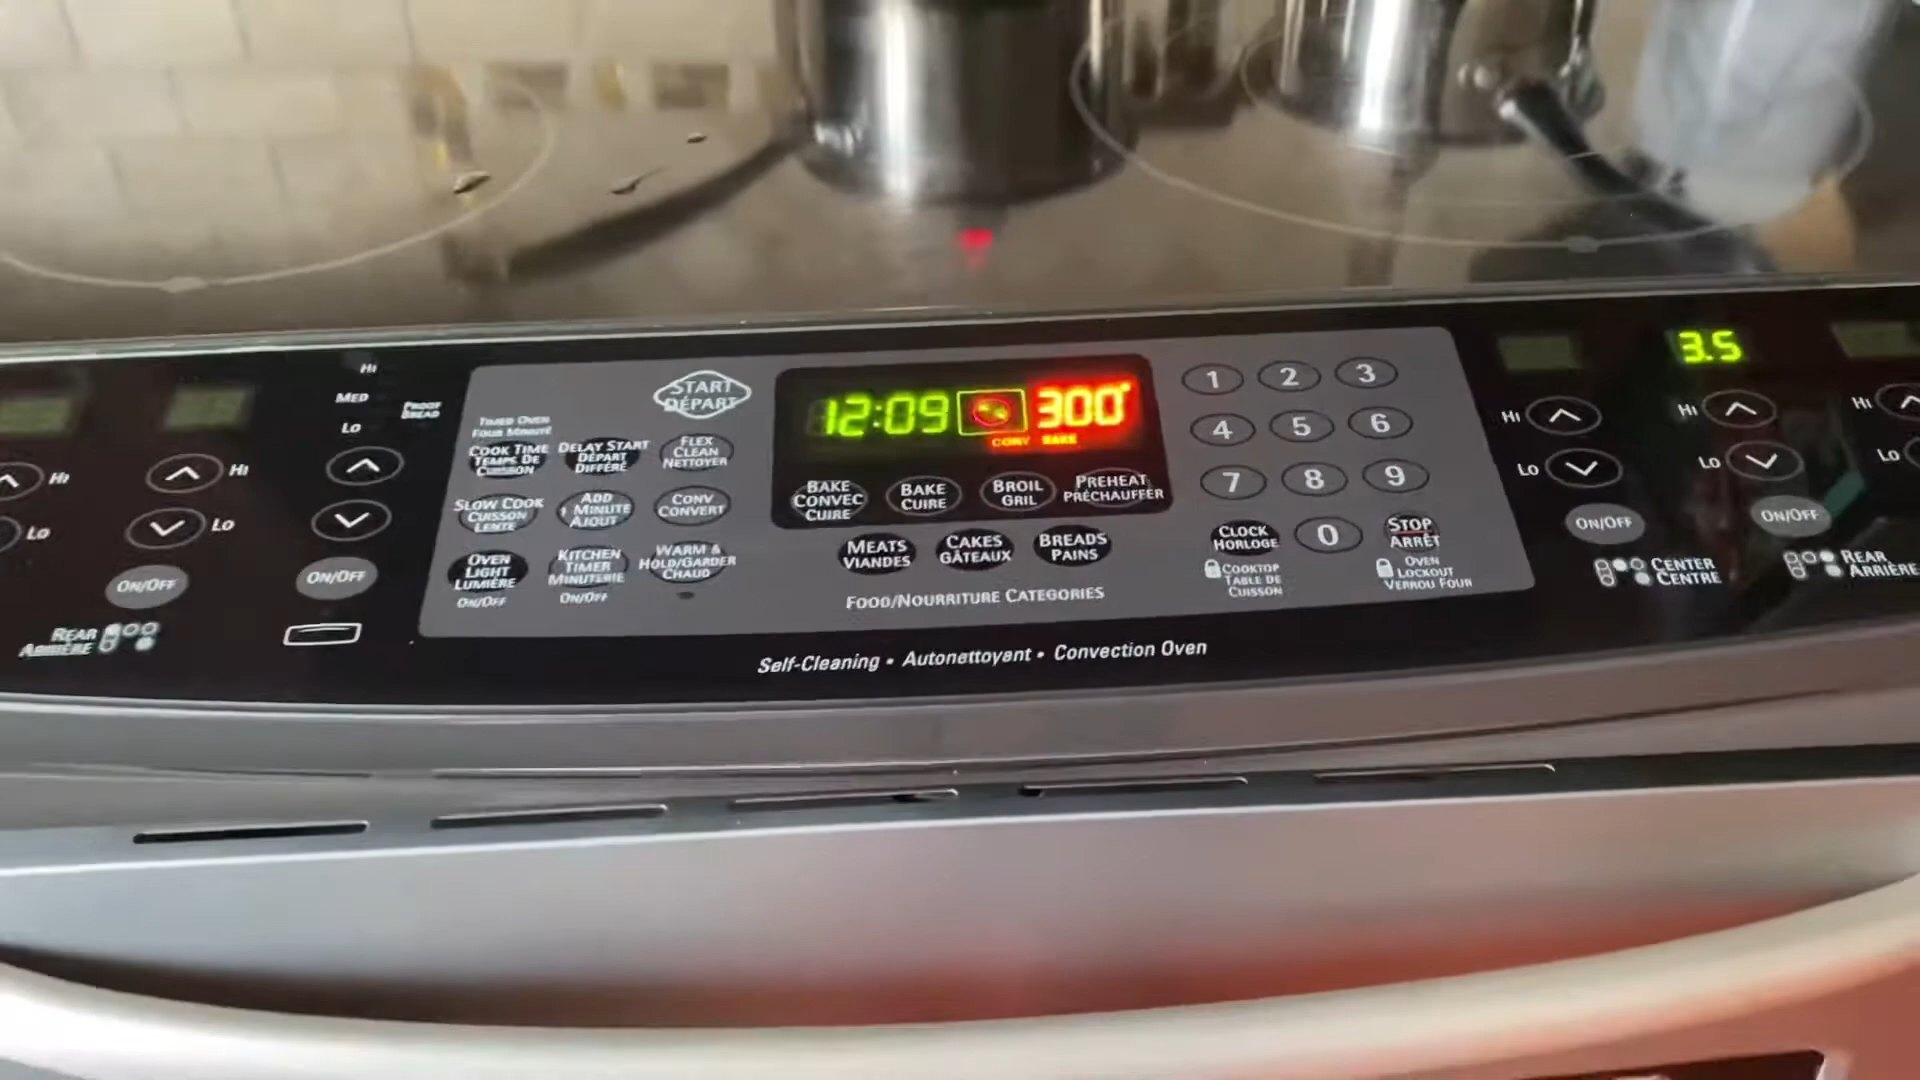 HI
MED
LO
PROOF
BREAD
HI
LO
HI
LO
ON/OFF
ON/OFF
REAR
ARRIÈRE
START
DÉPART
TIMED OVEN
FOUR MINUTÉ
COOK TIME
TEMPS DE
CUISSON
DELAY START
DÉPART
DIFFÉRÉ
FLEX
CLEAN
NETTOYER
SLOW COOK
CUISSON
LENTE
ADD
1 MINUTE
AJOUT
CONV
CONVERT
OVEN
LIGHT
LUMIÈRE
ON/OFF
KITCHEN
TIMER
MINUTERIE
ON/OFF
WARM &
HOLD/GARDER
CHAUD
12:09
300°
CONV BAKE
BAKE
CONVEC
CUIRE
BAKE
CUIRE
BROIL
GRIL
PREHEAT
PRÉCHAUFFER
MEATS
VIANDES
CAKES
GÂTEAUX
BREADS
PAINS
FOOD/NOURRITURE CATEGORIES
1 2 3
4 5 6
7 8 9
0
CLOCK
HORLOGE
STOP
ARRÊT
COOKTOP
TABLE DE
CUISSON
OVEN
LOCKOUT
VERROU FOUR
Self-Cleaning • Autonettoyant • Convection Oven
3.5
HI
LO
ON/OFF
CENTER
CENTRE
HI
LO
ON/OFF
REAR
ARRIÈRE
HI
LO